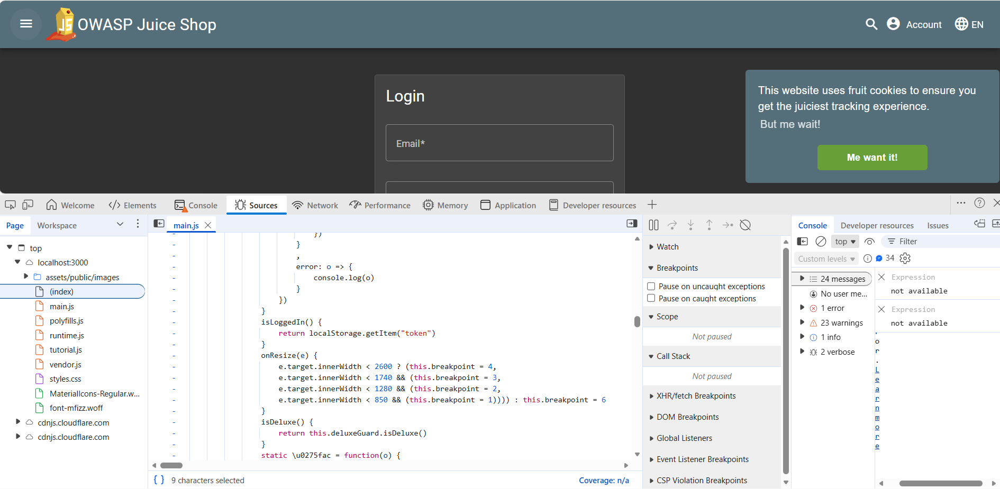 OWASP Juice Shop
Account
EN
Login
Email*
This website uses fruit cookies to ensure you
get the juiciest tracking experience.
But me wait!
Me want it!
Welcome
Elements
Console
Sources
Network
Performance
Memory
Application
Developer resources
Page
Workspace
top
localhost:3000
assets/public/images
(index)
main.js
polyfills.js
runtime.js
tutorial.js
vendor.js
styles.css
MaterialIcons-Regular.w...
font-mfizz.woff
cdnjs.cloudflare.com
cdnjs.cloudflare.com
main.js
})
}
,
error: o => {
console.log(o)
}
})
}
isLoggedIn() {
return localStorage.getItem("token")
}
onResize(e) {
e.target.innerWidth < 2600 ? (this.breakpoint = 4,
e.target.innerWidth < 1740 && (this.breakpoint = 3,
e.target.innerWidth < 1280 && (this.breakpoint = 2,
e.target.innerWidth < 850 && (this.breakpoint = 1)))) : this.breakpoint = 6
}
isDeluxe() {
return this.deluxeGuard.isDeluxe()
}
static \u0275fac = function(o) {
{ } 9 characters selected
Coverage: n/a
Watch
Breakpoints
Pause on uncaught exceptions
Pause on caught exceptions
Scope
Not paused
Call Stack
Not paused
XHR/fetch Breakpoints
DOM Breakpoints
Global Listeners
Event Listener Breakpoints
CSP Violation Breakpoints
Console
Developer resources
Issues
top
Filter
Custom levels
34
24 messages
No user me...
1 error
23 warnings
1 info
2 verbose
Expression
not available
Expression
not available
o
r
.
L
e
a
r
n
m
o
r
e